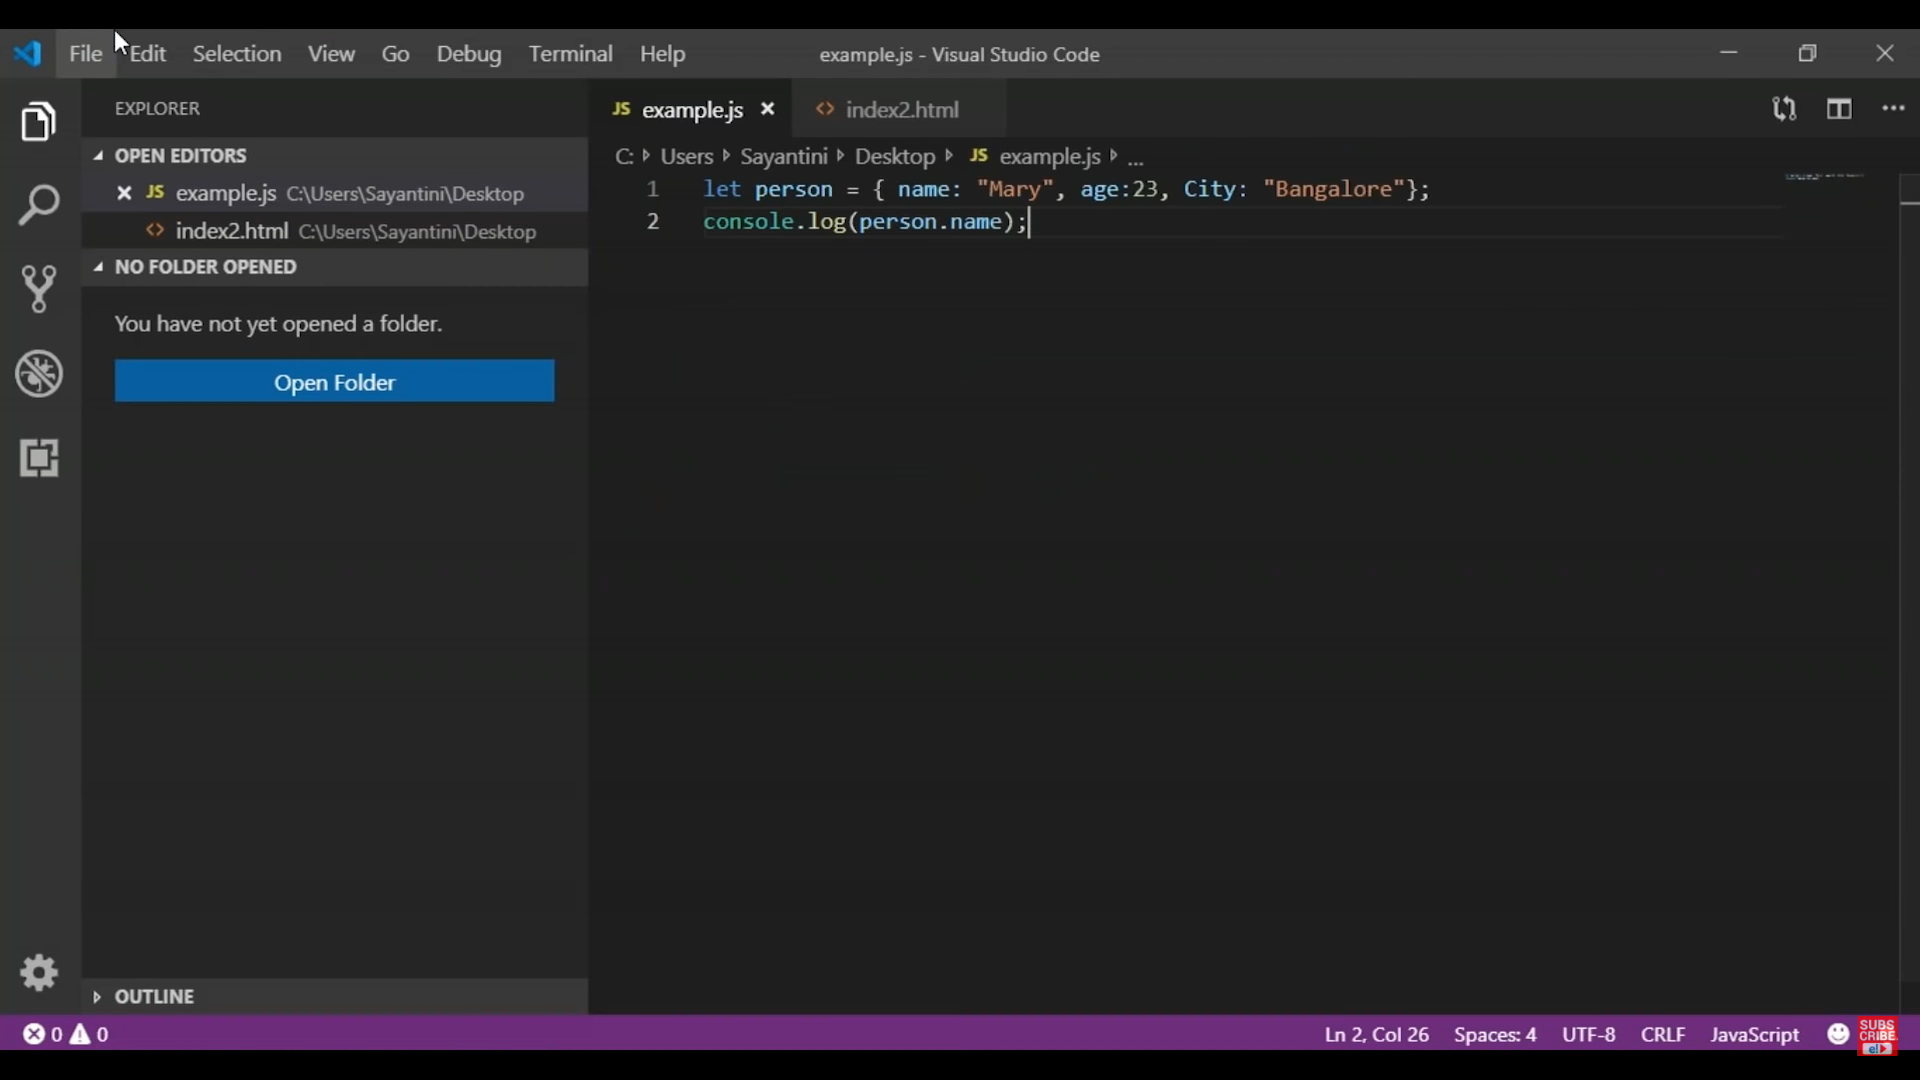 File Edit Selection View Go Debug Terminal Help example.js - Visual Studio Code
EXPLORER
JS example.js index2.html
OPEN EDITORS
C: Users Sayantini Desktop JS example.js ...
JS example.js C:\Users\Sayantini\Desktop
index2.html C:\Users\Sayantini\Desktop
1 let person = { name: "Mary", age:23, City: "Bangalore"};
2 console.log(person.name);
NO FOLDER OPENED
You have not yet opened a folder.
Open Folder
OUTLINE
0 0 Ln 2, Col 26 Spaces: 4 UTF-8 CRLF JavaScript
SUBSCRIBE
e!